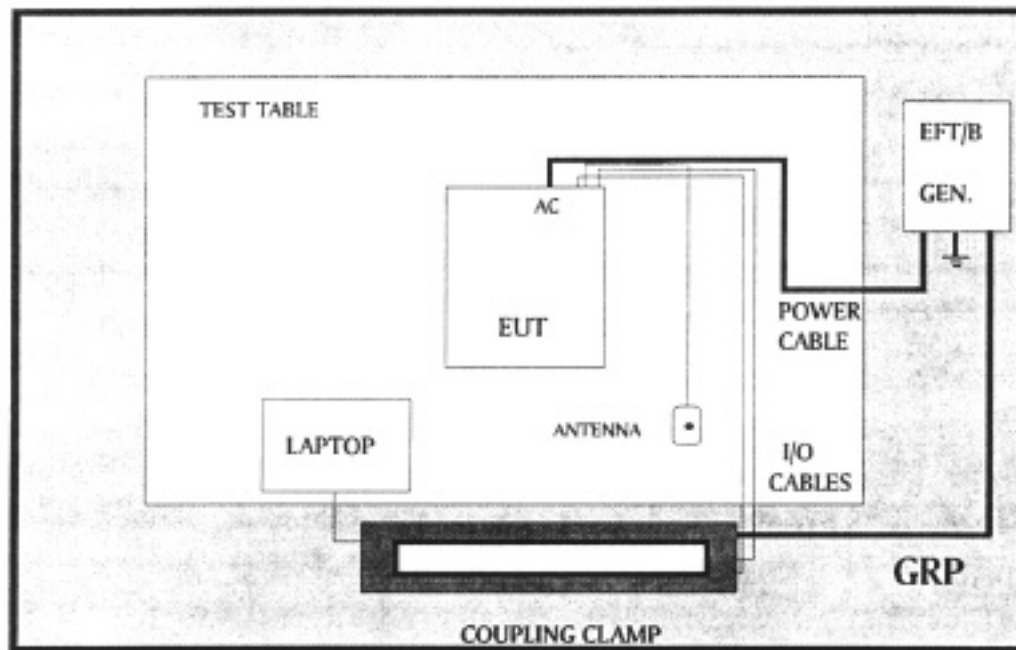 TEST TABLE
EFT/B
GEN.
AC
EUT
POWER
CABLE
ANTENNA
LAPTOP
I/O
CABLES
GRP
COUPLING CLAMP